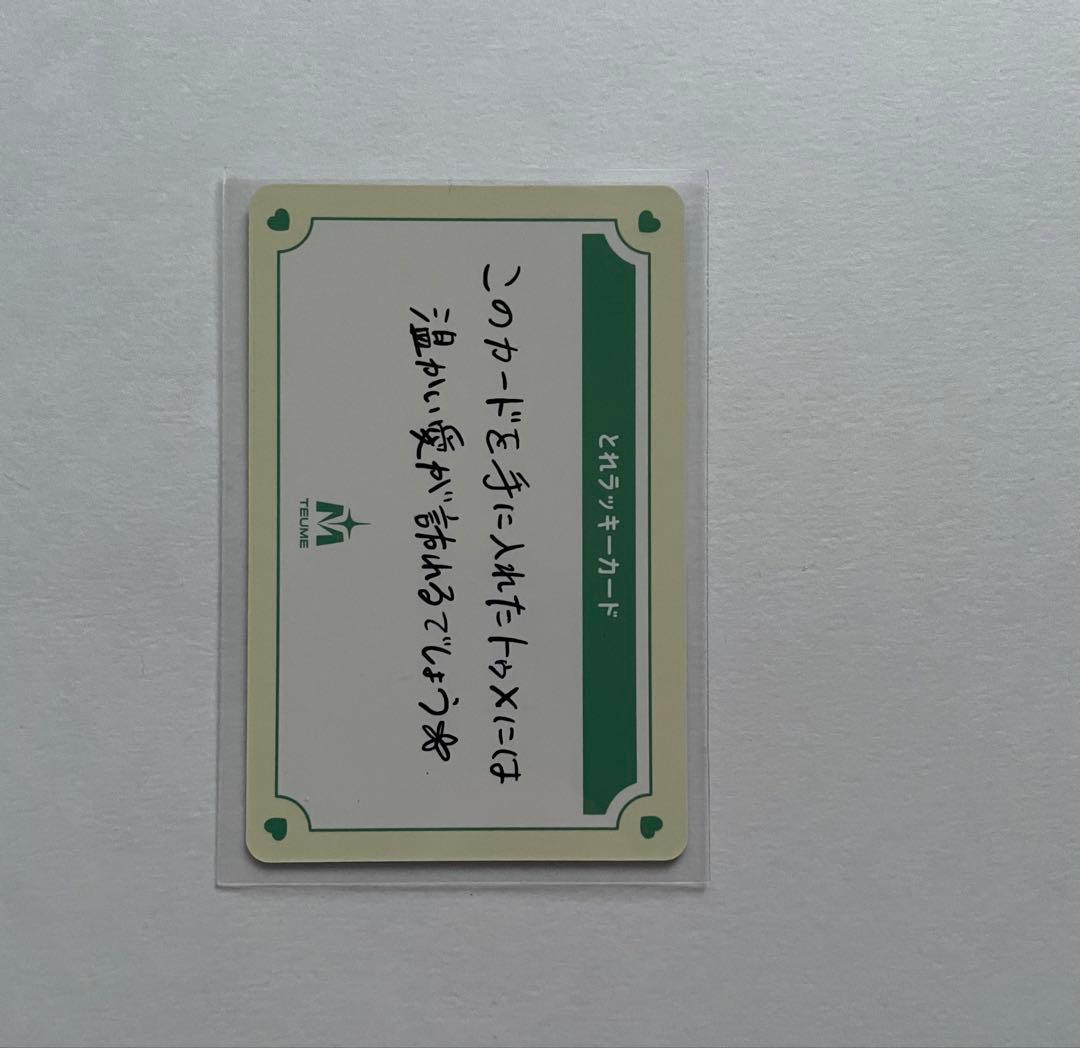 とれラッキーカード
このカードを手に入れたトゥメには
温かい愛が訪れるでしょう
TEUME